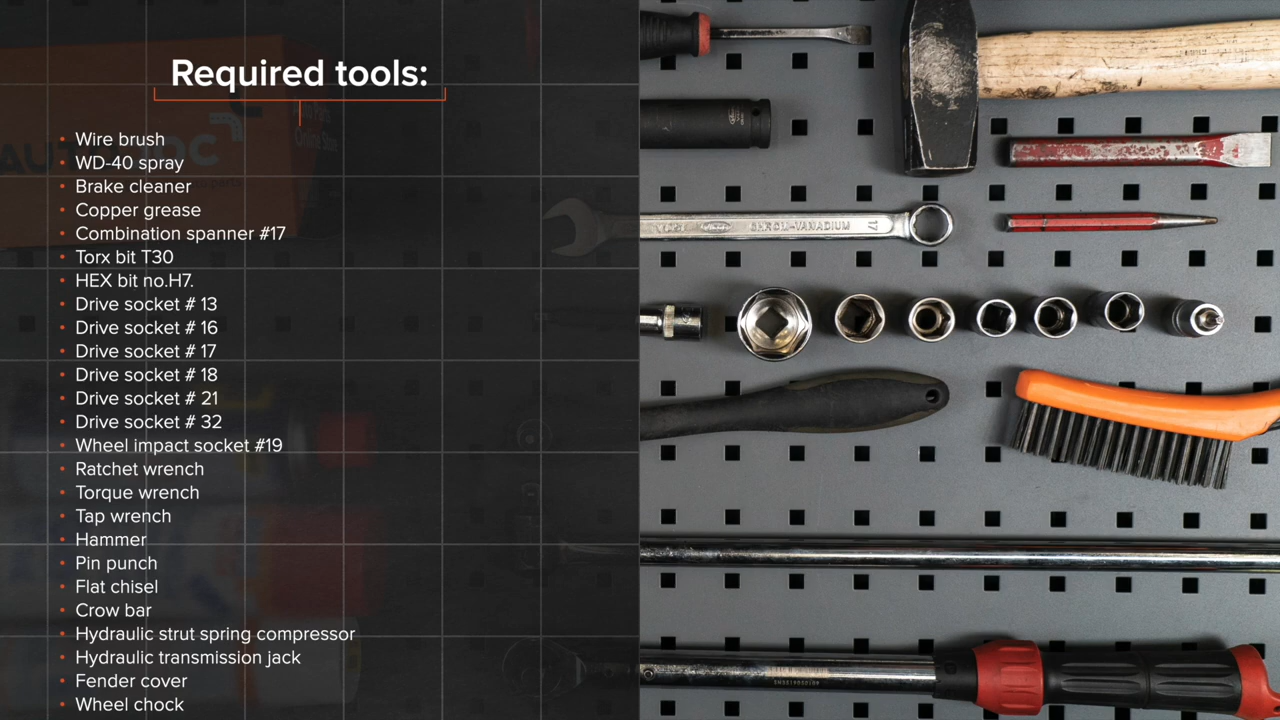 Required tools:
Wire brush
WD-40 spray
Brake cleaner
Copper grease
Combination spanner #17
Torx bit T30
HEX bit no.H7.
Drive socket # 13
Drive socket # 16
Drive socket # 17
Drive socket # 18
Drive socket # 21
Drive socket # 32
Wheel impact socket #19
Ratchet wrench
Torque wrench
Tap wrench
Hammer
Pin punch
Flat chisel
Crow bar
Hydraulic strut spring compressor
Hydraulic transmission jack
Fender cover
Wheel chock
CHROM-VANADIUM 17